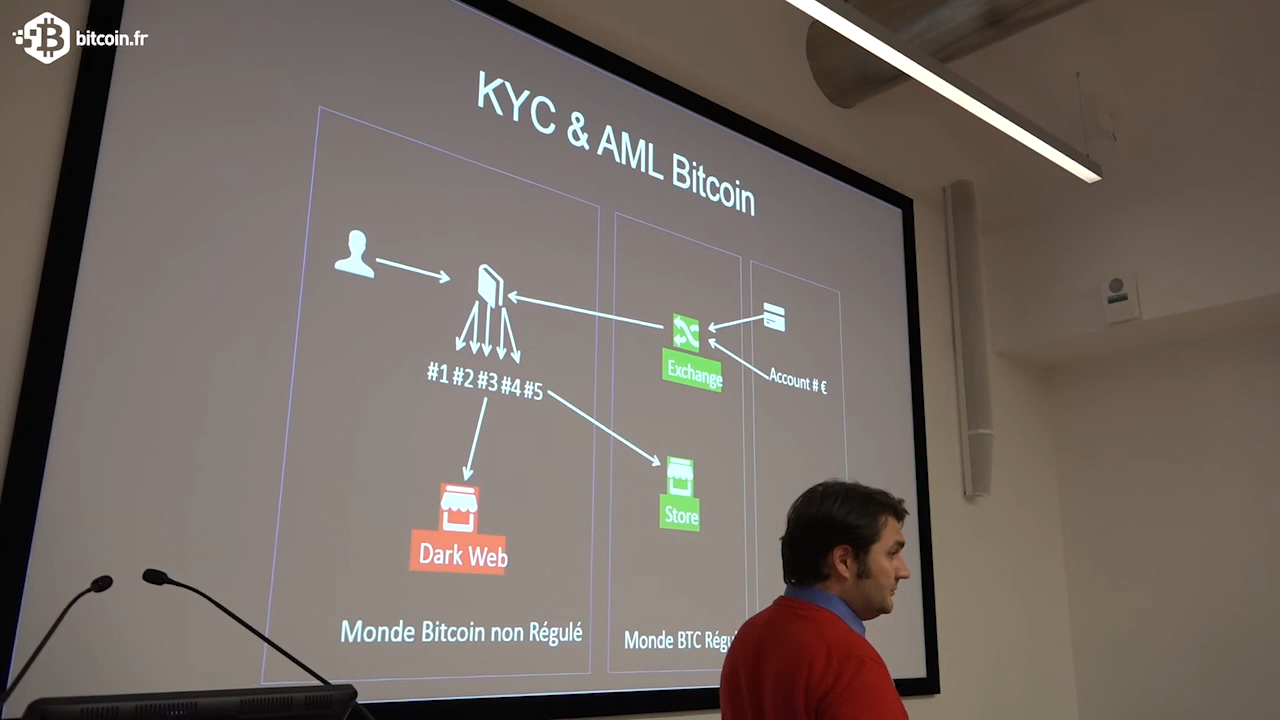 bitcoin.fr
KYC & AML Bitcoin
Exchange
Account # €
#1 #2 #3 #4 #5
Store
Dark Web
Monde Bitcoin non Régulé
Monde BTC